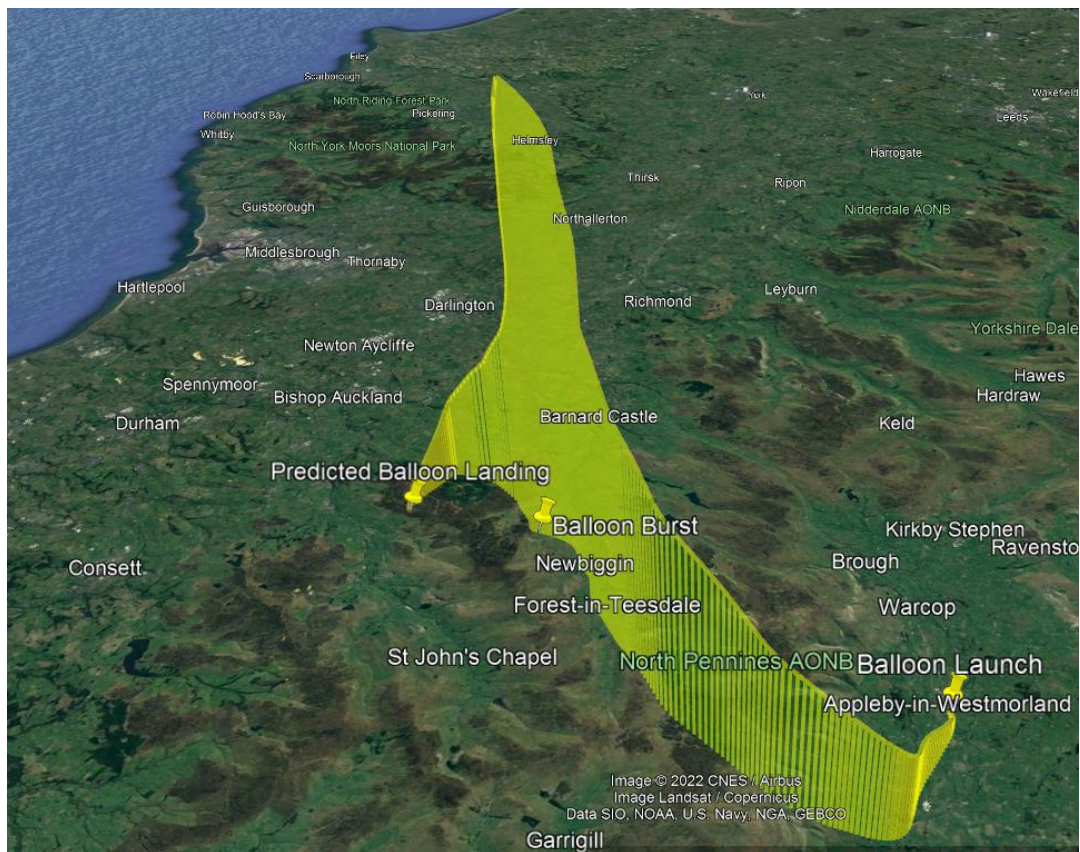 Filey
Scarborough
North Riding Forest Park
Pickering
Robin Hood's Bay
Whitby
North York Moors National Park
York
Wakefield
Leeds
Helmsley
Harrogate
Thirsk
Ripon
Guisborough
Northallerton
Nidderdale AONB
Middlesbrough
Thornaby
Hartlepool
Darlington
Richmond
Leyburn
Yorkshire Dale
Newton Aycliffe
Hawes
Spennymoor
Bishop Auckland
Hardraw
Durham
Barnard Castle
Keld
Predicted Balloon Landing
Balloon Burst
Kirkby Stephen
Ravensto
Consett
Newbiggin
Brough
Forest-in-Teesdale
Warcop
St John's Chapel
North Pennines AONB
Balloon Launch
Appleby-in-Westmorland
Image © 2022 CNES / Airbus
Image Landsat / Copernicus
Data SIO, NOAA, U.S. Navy, NGA, GEBCO
Garrigill